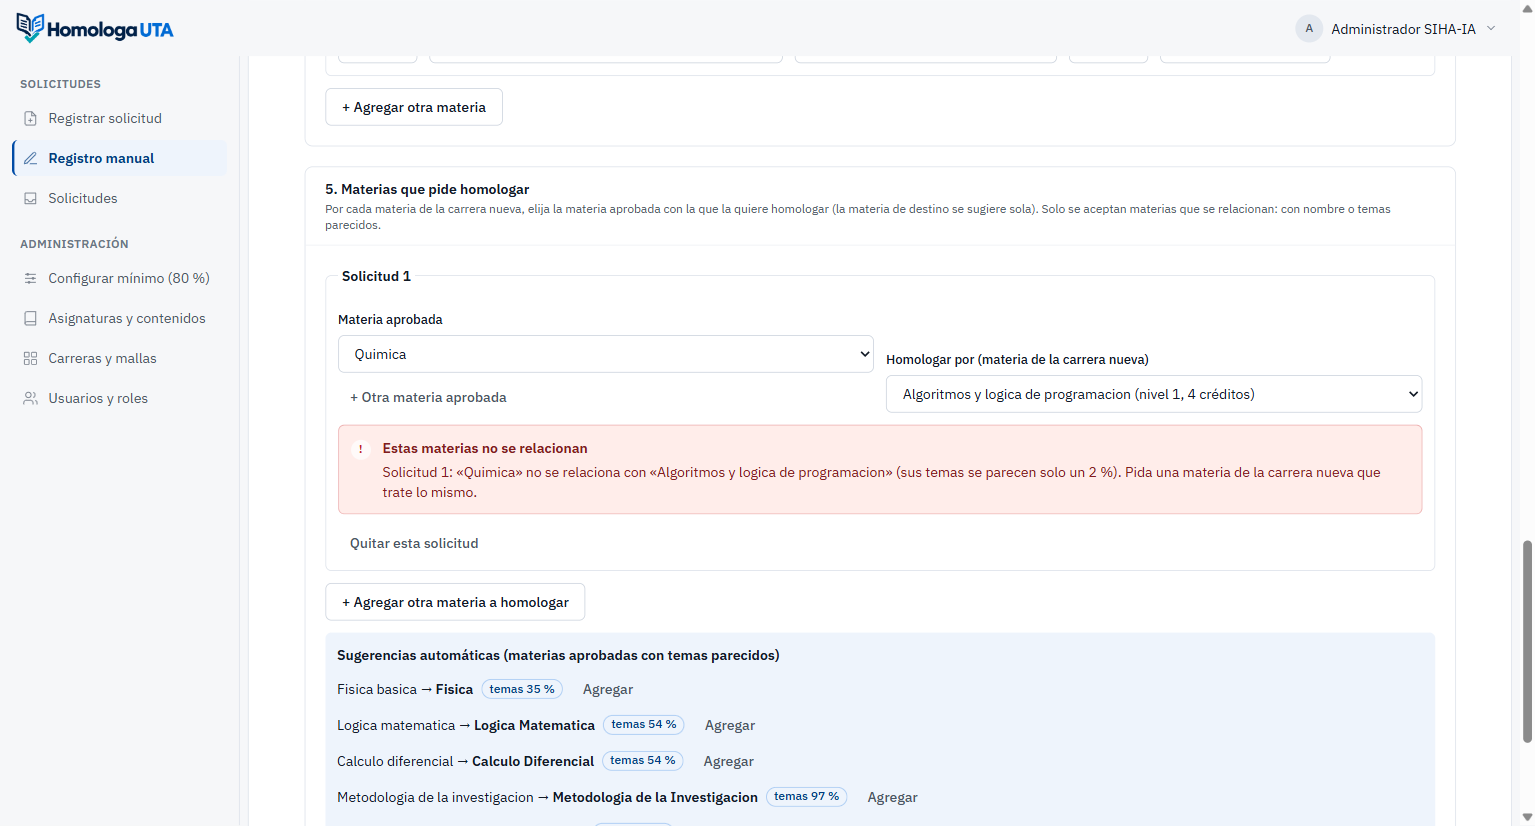 Homologa UTA
A
Administrador SIHA-IA
SOLICITUDES
Registrar solicitud
Registro manual
Solicitudes
ADMINISTRACIÓN
Configurar mínimo (80 %)
Asignaturas y contenidos
Carreras y mallas
Usuarios y roles
+ Agregar otra materia
5. Materias que pide homologar
Por cada materia de la carrera nueva, elija la materia aprobada con la que la quiere homologar (la materia de destino se sugiere sola). Solo se aceptan materias que se relacionan: con nombre o temas
parecidos.
Solicitud 1
Materia aprobada
Quimica
+ Otra materia aprobada
Homologar por (materia de la carrera nueva)
Algoritmos y logica de programacion (nivel 1, 4 créditos)
!
Estas materias no se relacionan
Solicitud 1: «Quimica» no se relaciona con «Algoritmos y logica de programacion» (sus temas se parecen solo un 2 %). Pida una materia de la carrera nueva que
trate lo mismo.
Quitar esta solicitud
+ Agregar otra materia a homologar
Sugerencias automáticas (materias aprobadas con temas parecidos)
Fisica basica → Fisica temas 35 % Agregar
Logica matematica → Logica Matematica temas 54 % Agregar
Calculo diferencial → Calculo Diferencial temas 54 % Agregar
Metodologia de la investigacion → Metodologia de la Investigacion temas 97 % Agregar